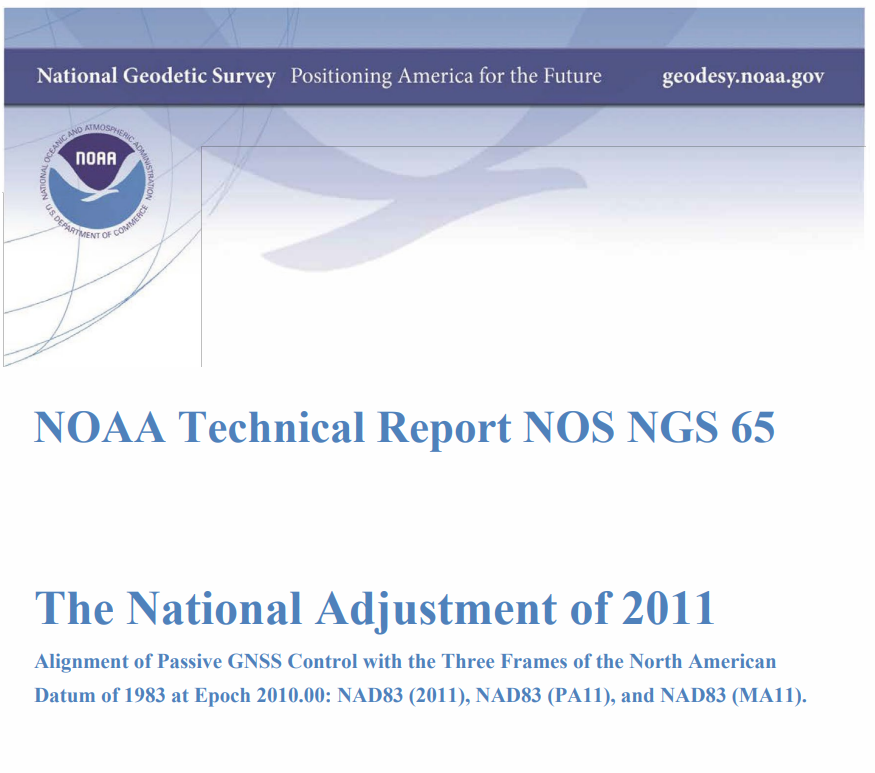 National Geodetic Survey Positioning America for the Future geodesy.noaa.gov
NATIONAL OCEANIC AND ATMOSPHERIC ADMINISTRATION
NOAA
U.S. DEPARTMENT OF COMMERCE
NOAA Technical Report NOS NGS 65
The National Adjustment of 2011
Alignment of Passive GNSS Control with the Three Frames of the North American
Datum of 1983 at Epoch 2010.00: NAD83 (2011), NAD83 (PA11), and NAD83 (MA11).